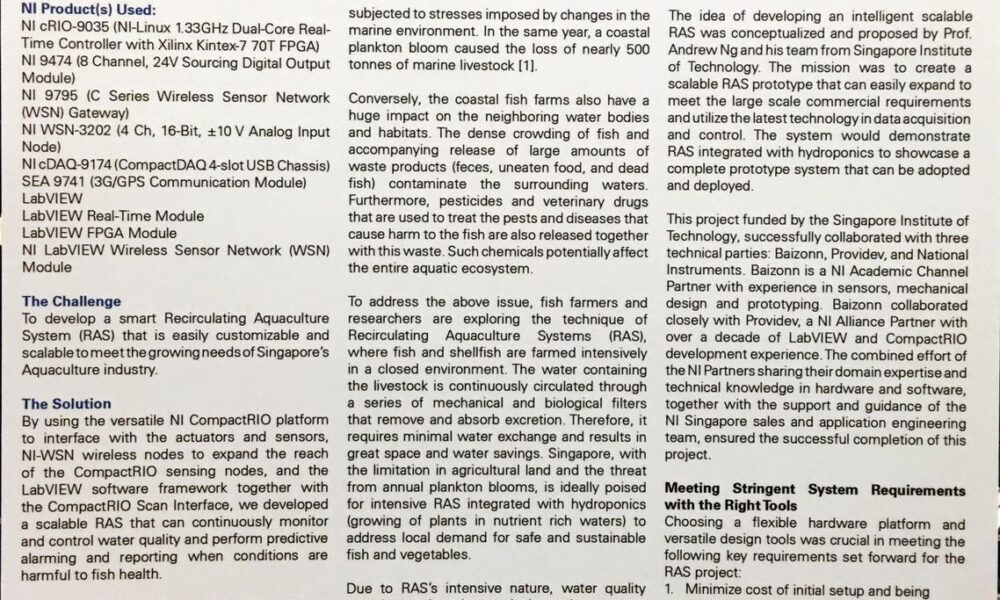 NI Product(s) Used:
NI cRIO-9035 (NI-Linux 1.33GHz Dual-Core Real-
Time Controller with Xilinx Kintex-7 70T FPGA)
NI 9474 (8 Channel, 24V Sourcing Digital Output
Module)
NI 9795 (C Series Wireless Sensor Network
(WSN) Gateway)
NI WSN-3202 (4 Ch, 16-Bit, ±10 V Analog Input
Node)
NI cDAQ-9174 (CompactDAQ 4-slot USB Chassis)
SEA 9741 (3G/GPS Communication Module)
LabVIEW
LabVIEW Real-Time Module
LabVIEW FPGA Module
NI LabVIEW Wireless Sensor Network (WSN)
Module
The Challenge
To develop a smart Recirculating Aquaculture
System (RAS) that is easily customizable and
scalable to meet the growing needs of Singapore's
Aquaculture industry.
The Solution
By using the versatile NI CompactRIO platform
to interface with the actuators and sensors,
NI-WSN wireless nodes to expand the reach
of the CompactRIO sensing nodes, and the
LabVIEW software framework together with
the CompactRIO Scan Interface, we developed
a scalable RAS that can continuously monitor
and control water quality and perform predictive
alarming and reporting when conditions are
harmful to fish health.
subjected to stresses imposed by changes in the
marine environment. In the same year, a coastal
plankton bloom caused the loss of nearly 500
tonnes of marine livestock [1].
Conversely, the coastal fish farms also have a
huge impact on the neighboring water bodies
and habitats. The dense crowding of fish and
accompanying release of large amounts of
waste products (feces, uneaten food, and dead
fish) contaminate the surrounding waters.
Furthermore, pesticides and veterinary drugs
that are used to treat the pests and diseases that
cause harm to the fish are also released together
with this waste. Such chemicals potentially affect
the entire aquatic ecosystem.
To address the above issue, fish farmers and
researchers are exploring the technique of
Recirculating Aquaculture Systems (RAS),
where fish and shellfish are farmed intensively
in a closed environment. The water containing
the livestock is continuously circulated through
a series of mechanical and biological filters
that remove and absorb excretion. Therefore, it
requires minimal water exchange and results in
great space and water savings. Singapore, with
the limitation in agricultural land and the threat
from annual plankton blooms, is ideally poised
for intensive RAS integrated with hydroponics
(growing of plants in nutrient rich waters) to
address local demand for safe and sustainable
fish and vegetables.
Due to RAS's intensive nature, water quality
The idea of developing an intelligent scalable
RAS was conceptualized and proposed by Prof.
Andrew Ng and his team from Singapore Institute
of Technology. The mission was to create a
scalable RAS prototype that can easily expand to
meet the large scale commercial requirements
and utilize the latest technology in data acquisition
and control. The system would demonstrate
RAS integrated with hydroponics to showcase a
complete prototype system that can be adopted
and deployed.
This project funded by the Singapore Institute of
Technology, successfully collaborated with three
technical parties: Baizonn, Providev, and National
Instruments. Baizonn is a NI Academic Channel
Partner with experience in sensors, mechanical
design and prototyping. Baizonn collaborated
closely with Providev, a NI Alliance Partner with
over a decade of LabVIEW and CompactRIO
development experience. The combined effort of
the NI Partners sharing their domain expertise and
technical knowledge in hardware and software,
together with the support and guidance of the
NI Singapore sales and application engineering
team, ensured the successful completion of this
project.
Meeting Stringent System Requirements
with the Right Tools
Choosing a flexible hardware platform and
versatile design tools was crucial in meeting the
following key requirements set forward for the
RAS project:
1. Minimize cost of initial setup and being